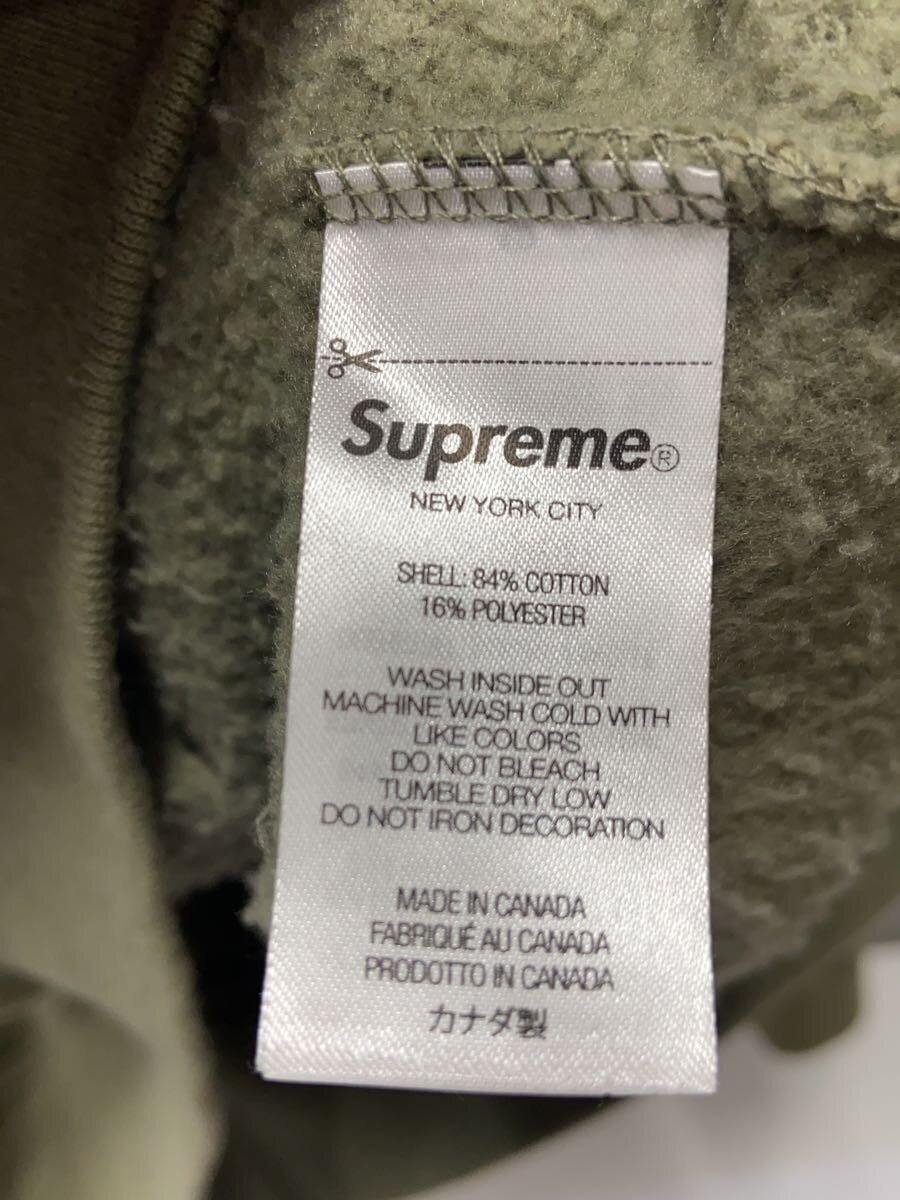 Supreme®
NEW YORK CITY
SHELL: 84% COTTON
16% POLYESTER
WASH INSIDE OUT
MACHINE WASH COLD WITH
LIKE COLORS
DO NOT BLEACH
TUMBLE DRY LOW
DO NOT IRON DECORATION
MADE IN CANADA
FABRIQUÉ AU CANADA
PRODOTTO IN CANADA
カナダ製